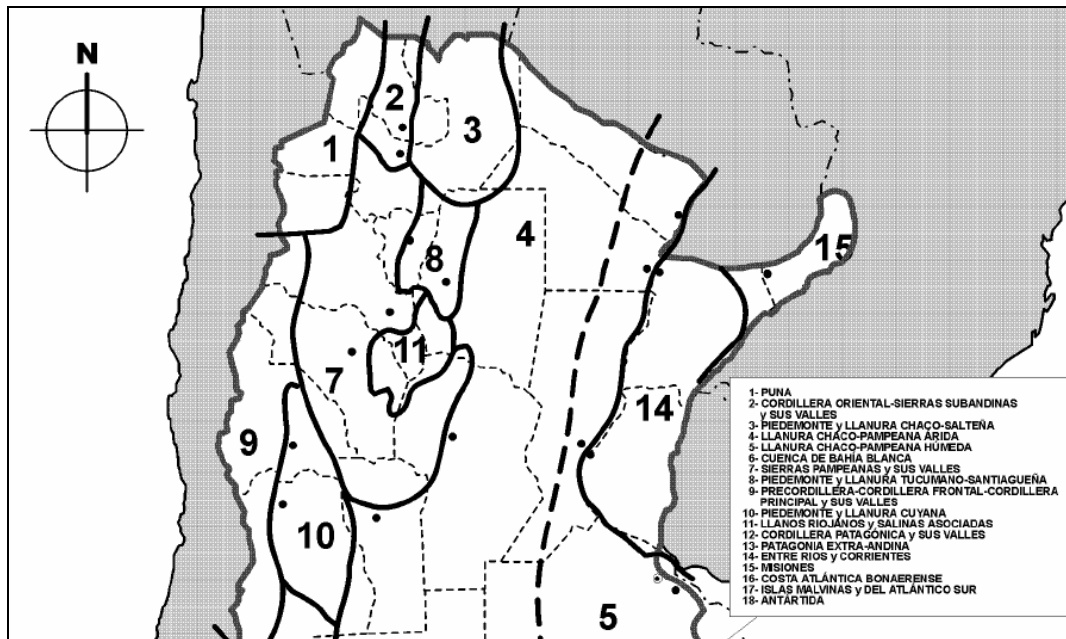 N
2
3
1
15
4
8
11
7
14
9
10
5
1- PUNA
2- CORDILLERA ORIENTAL-SIERRAS SUBANDINAS
y SUS VALLES
3- PIEDEMONTE y LLANURA CHACO-SALTEÑA
4- LLANURA CHACO-PAMPEANA ÁRIDA
5- LLANURA CHACO-PAMPEANA HÚMEDA
6- CUENCA DE BAHÍA BLANCA
7- SIERRAS PAMPEANAS y SUS VALLES
8- PIEDEMONTE y LLANURA TUCUMANO-SANTIAGUEÑA
9- PRECORDILLERA-CORDILLERA FRONTAL-CORDILLERA
PRINCIPAL y SUS VALLES
10- PIEDEMONTE y LLANURA CUYANA
11- LLANOS RIOJANOS y SALINAS ASOCIADAS
12- CORDILLERA PATAGÓNICA y SUS VALLES
13- PATAGONIA EXTRA-ANDINA
14- ENTRE RIOS y CORRIENTES
15- MISIONES
16- COSTA ATLÁNTICA BONAERENSE
17- ISLAS MALVINAS y DEL ATLÁNTICO SUR
18- ANTÁRTIDA